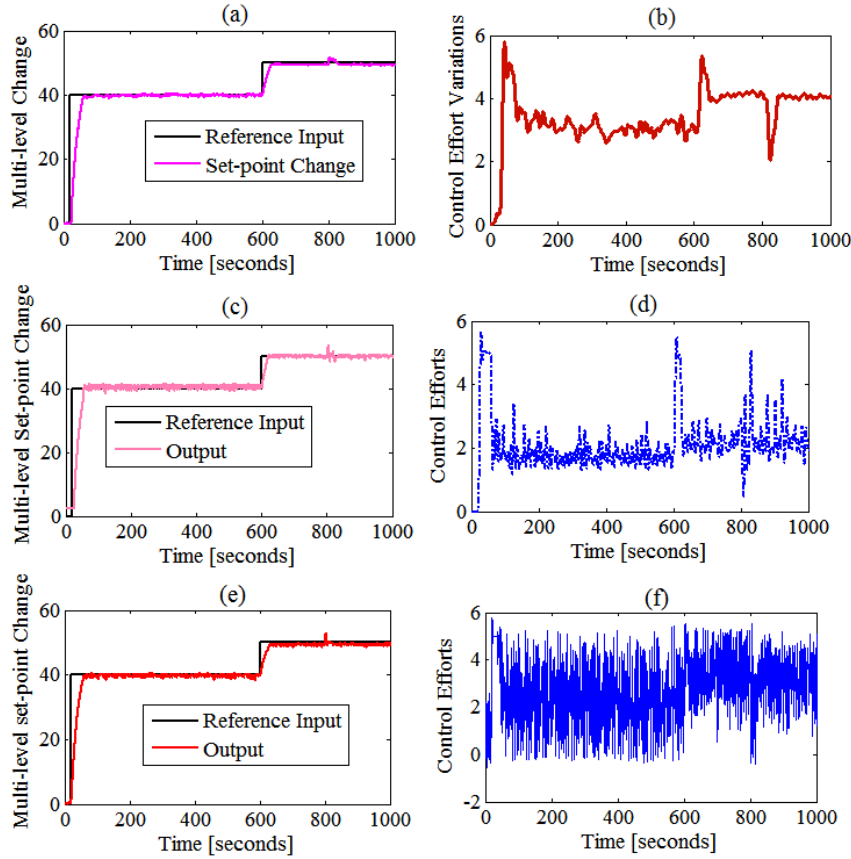 (a)
Multi-level Change
60
40
20
0
Reference Input
Set-point Change
0 200 400 600 800 1000
Time [seconds]
(b)
Control Effort Variations
6
4
2
0
0 200 400 600 800 1000
Time [seconds]
(c)
Multi-level Set-point Change
60
40
20
0
Reference Input
Output
0 200 400 600 800 1000
Time [seconds]
(d)
Control Efforts
6
4
2
0
0 200 400 600 800 1000
Time [seconds]
(e)
Multi-level set-point Change
60
40
20
0
Reference Input
Output
0 200 400 600 800 1000
Time [seconds]
(f)
Control Efforts
6
4
2
0
-2
0 200 400 600 800 1000
Time [seconds]